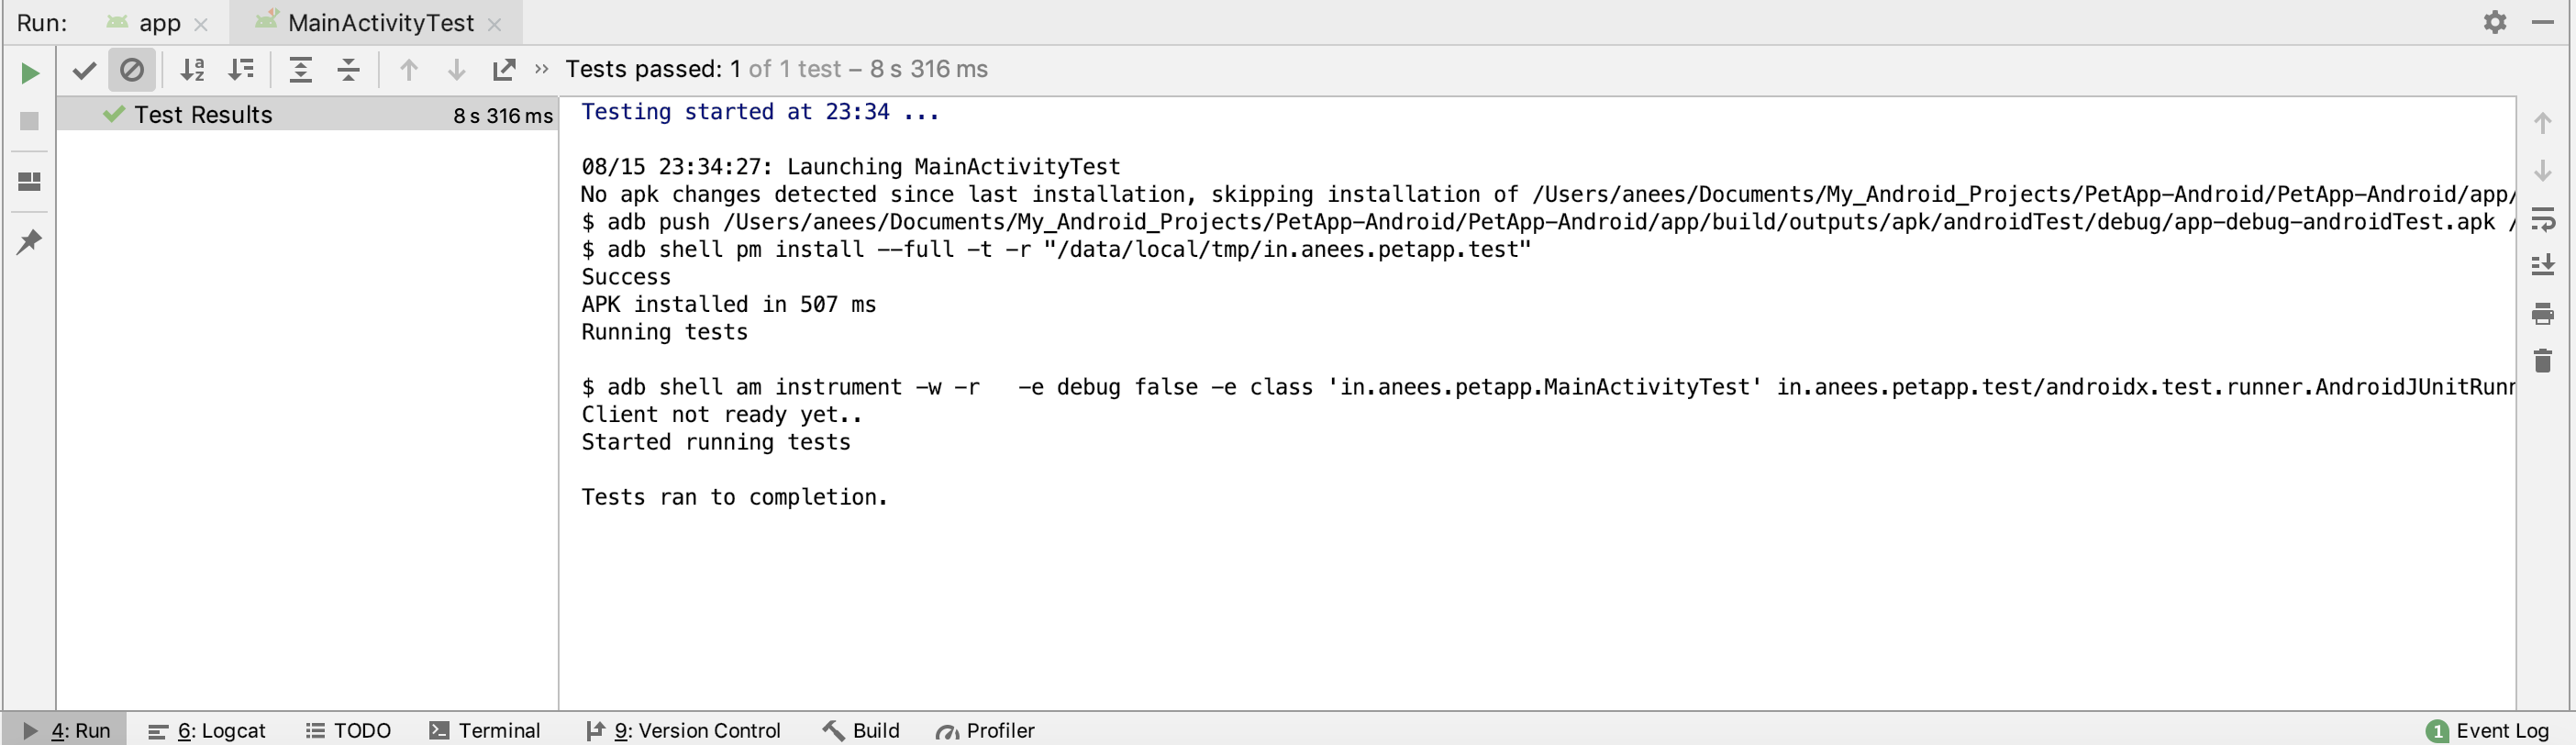 Run: app MainActivityTest
Tests passed: 1 of 1 test – 8 s 316 ms
Test Results 8 s 316 ms
Testing started at 23:34 ...
08/15 23:34:27: Launching MainActivityTest
No apk changes detected since last installation, skipping installation of /Users/anees/Documents/My_Android_Projects/PetApp-Android/PetApp-Android/app/
$ adb push /Users/anees/Documents/My_Android_Projects/PetApp-Android/PetApp-Android/app/build/outputs/apk/androidTest/debug/app-debug-androidTest.apk /
$ adb shell pm install --full -t -r "/data/local/tmp/in.anees.petapp.test"
Success
APK installed in 507 ms
Running tests
$ adb shell am instrument -w -r   -e debug false -e class 'in.anees.petapp.MainActivityTest' in.anees.petapp.test/androidx.test.runner.AndroidJUnitRunn
Client not ready yet..
Started running tests
Tests ran to completion.
4: Run 6: Logcat TODO Terminal 9: Version Control Build Profiler 1 Event Log